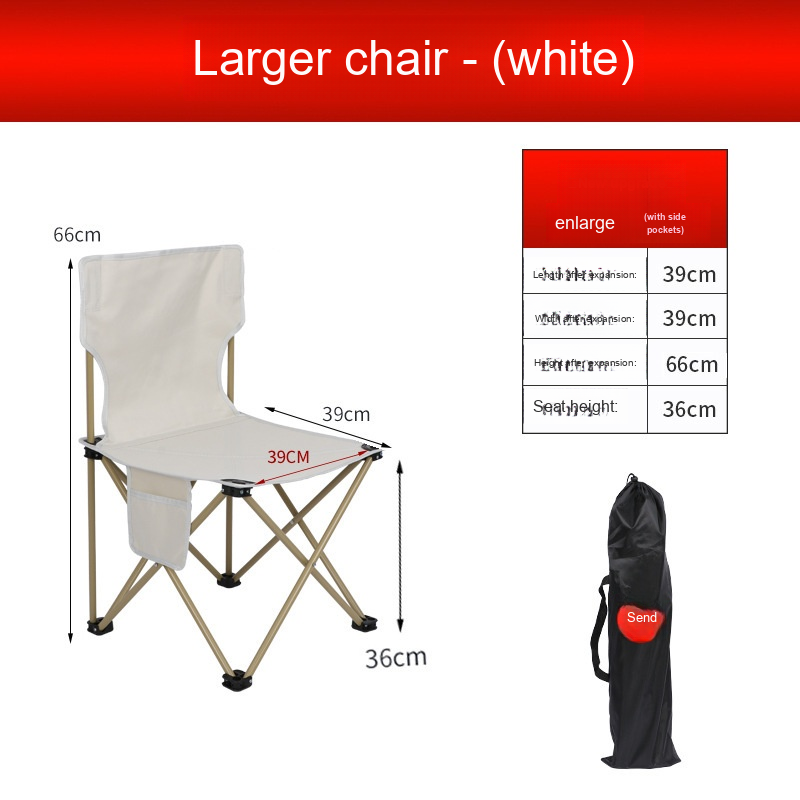 Larger chair - (white)
enlarge
(with side
pockets)
Length after expansion:
39cm
Width after expansion:
39cm
Height after expansion:
66cm
Seat height:
36cm
66cm
39cm
39CM
36cm
Send